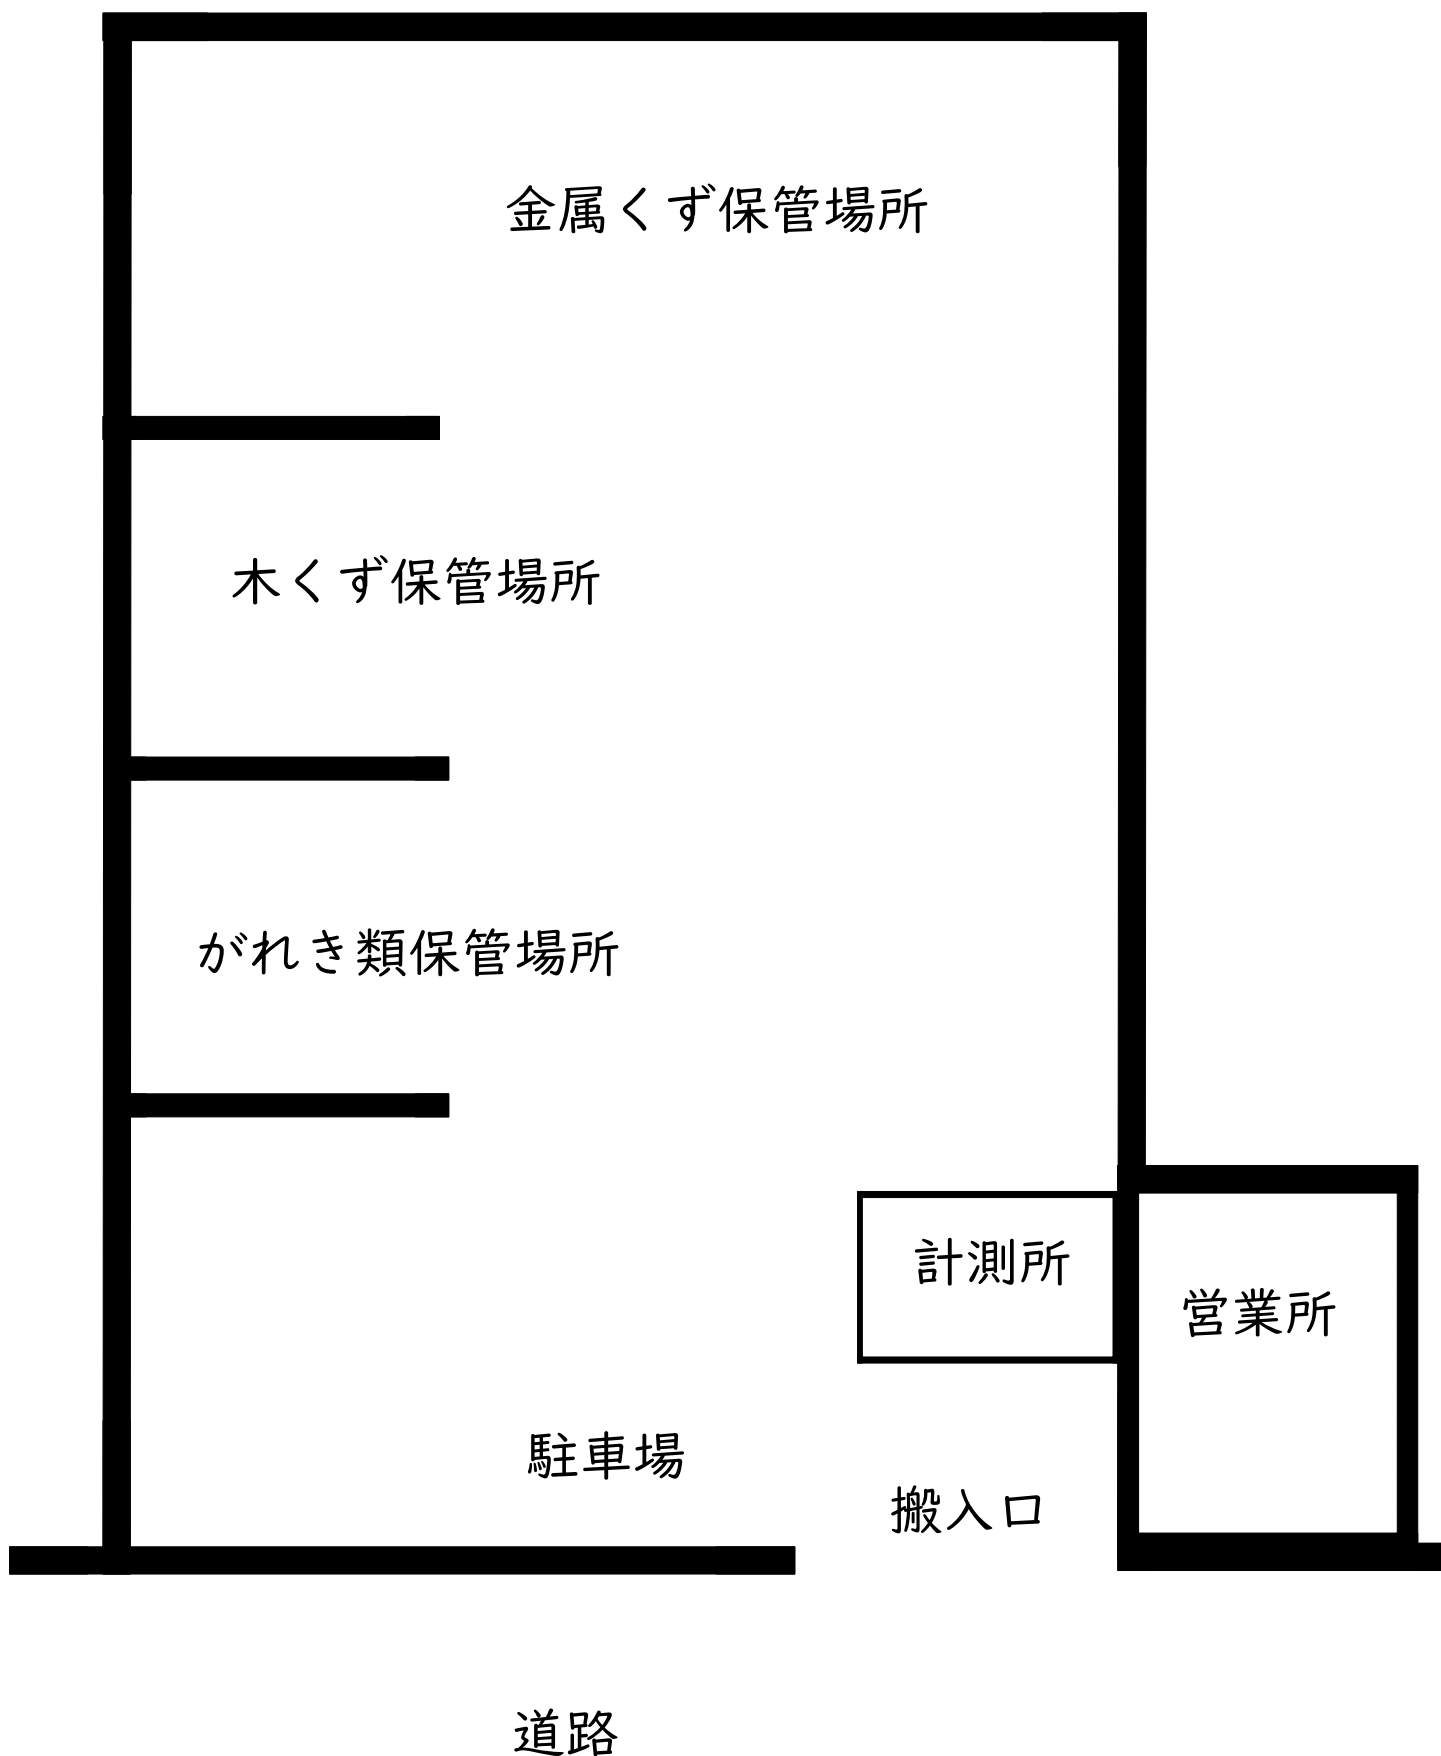 金属くず保管場所
木くず保管場所
がれき類保管場所
計測所
営業所
駐車場
搬入口
道路